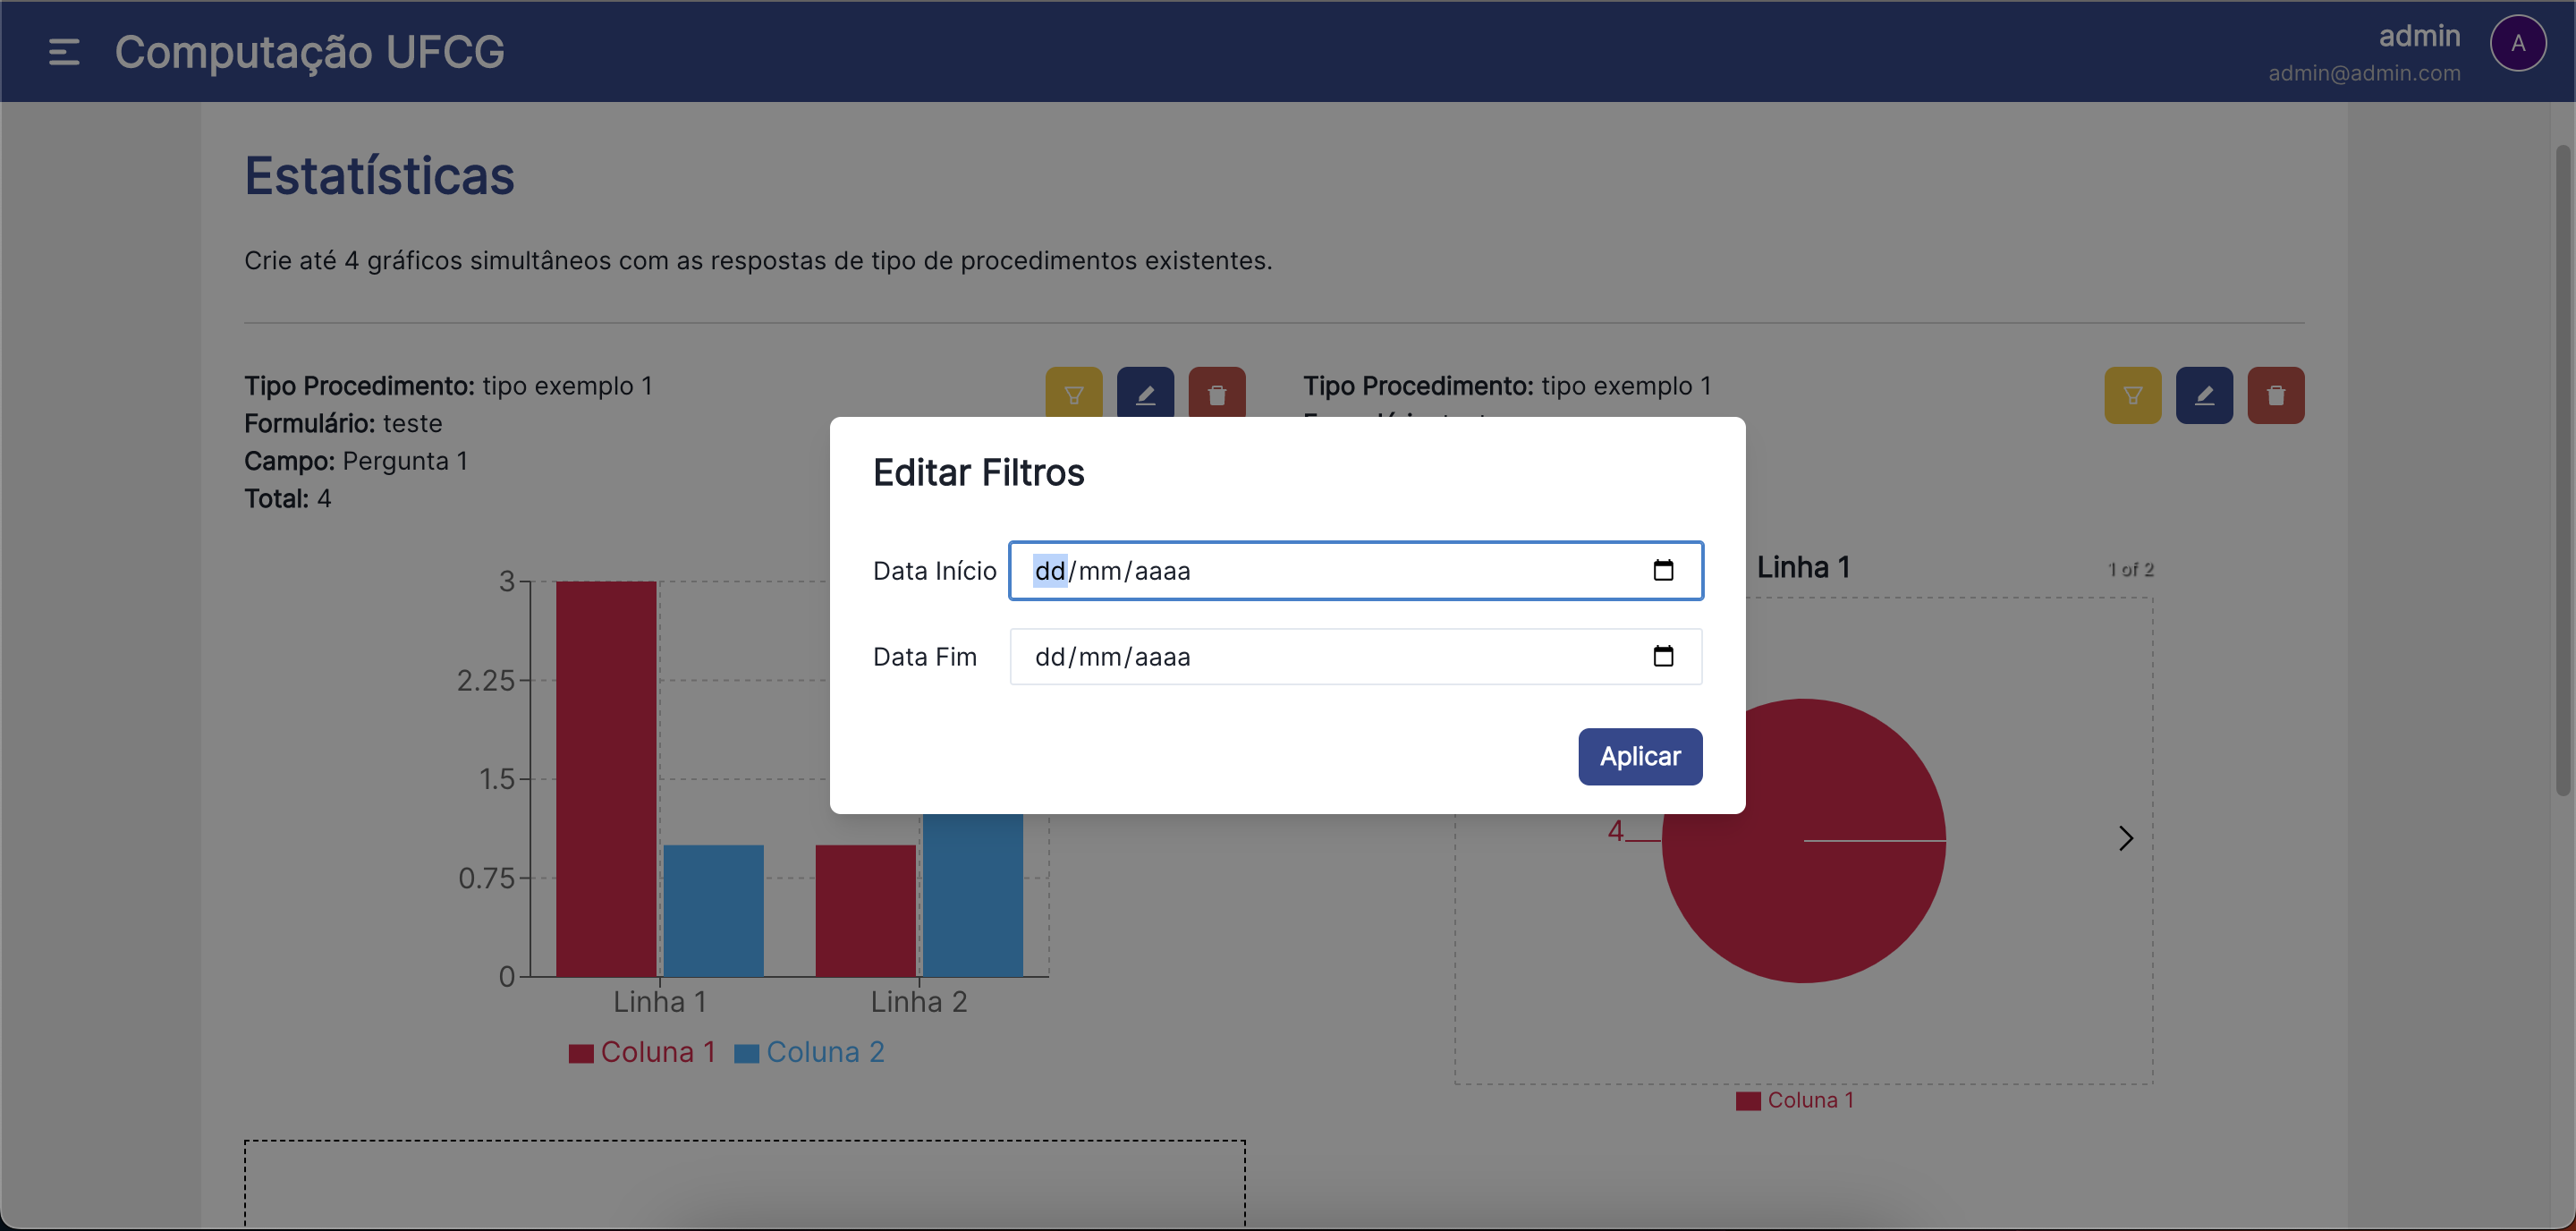 Computação UFCG
admin
admin@admin.com
A
Estatísticas
Crie até 4 gráficos simultâneos com as respostas de tipo de procedimentos existentes.
Tipo Procedimento: tipo exemplo 1
Formulário: teste
Campo: Pergunta 1
Total: 4
Tipo Procedimento: tipo exemplo 1
Editar Filtros
Data Início dd/mm/aaaa
Data Fim dd/mm/aaaa
Aplicar
3
2.25
1.5
0.75
0
Linha 1 Linha 2
Coluna 1 Coluna 2
Linha 1
1 of 2
4
Coluna 1